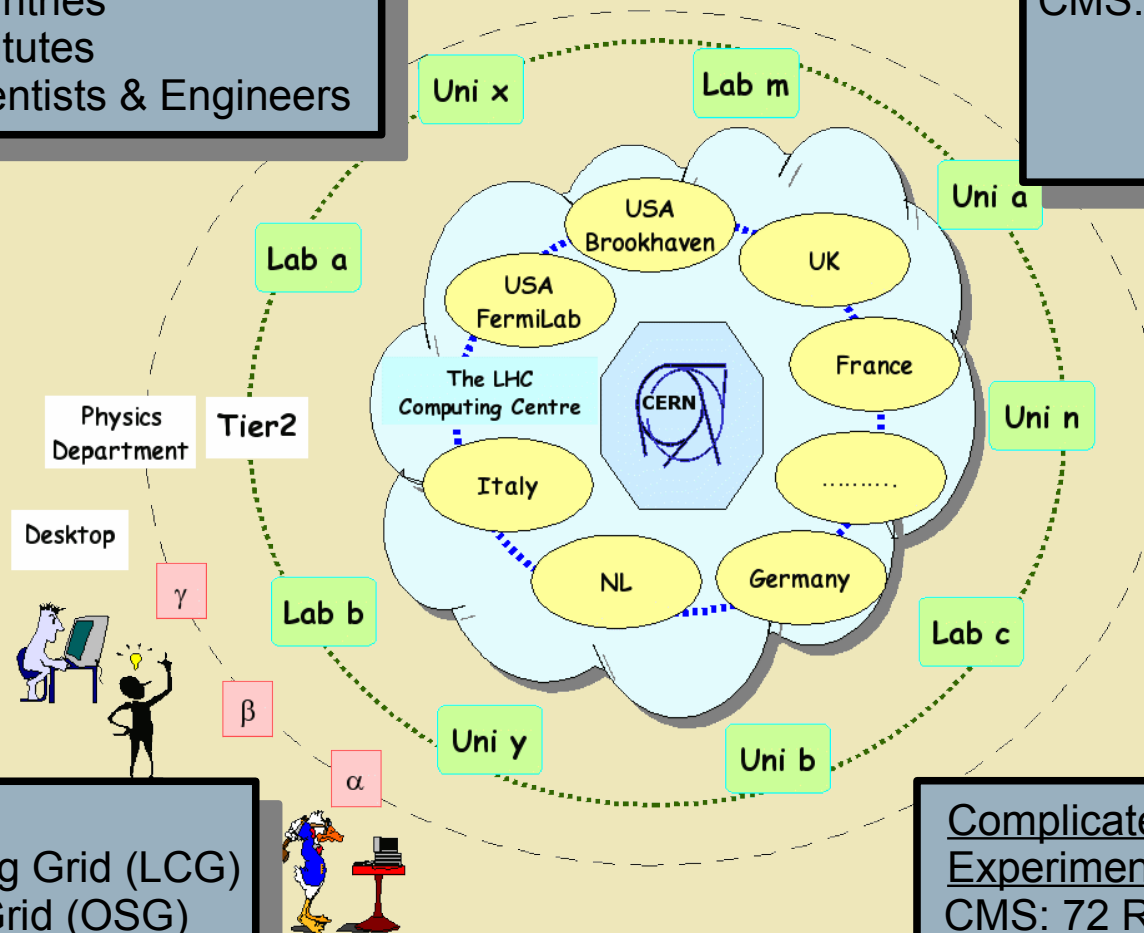 tutes
entists & Engineers
CMS:
Uni x
Lab m
Uni a
Lab a
USA
Brookhaven
UK
USA
FermiLab
France
The LHC
Computing Centre
CERN
Physics
Department
Tier2
Uni n
Italy
..........
Desktop
NL
Germany
γ
Lab b
Lab c
β
Uni y
Uni b
α
g Grid (LCG)
Grid (OSG)
Complicate
Experimen
CMS: 72 R